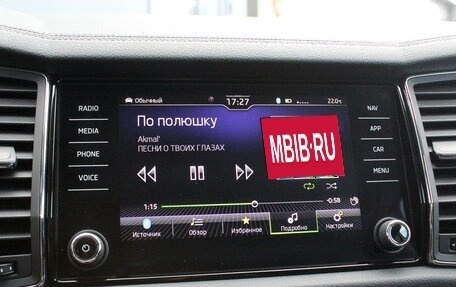 Обычный
17:27
22.0
RADIO
MEDIA
PHONE
VOICE
NAV
APP
CAR
MENU
По полюшку
Akmal'
ПЕСНИ О ТВОИХ ГЛАЗАХ
MBIB.RU
1:15
-0:58
Источник
Обзор
Избранное
Подробно
Настройки